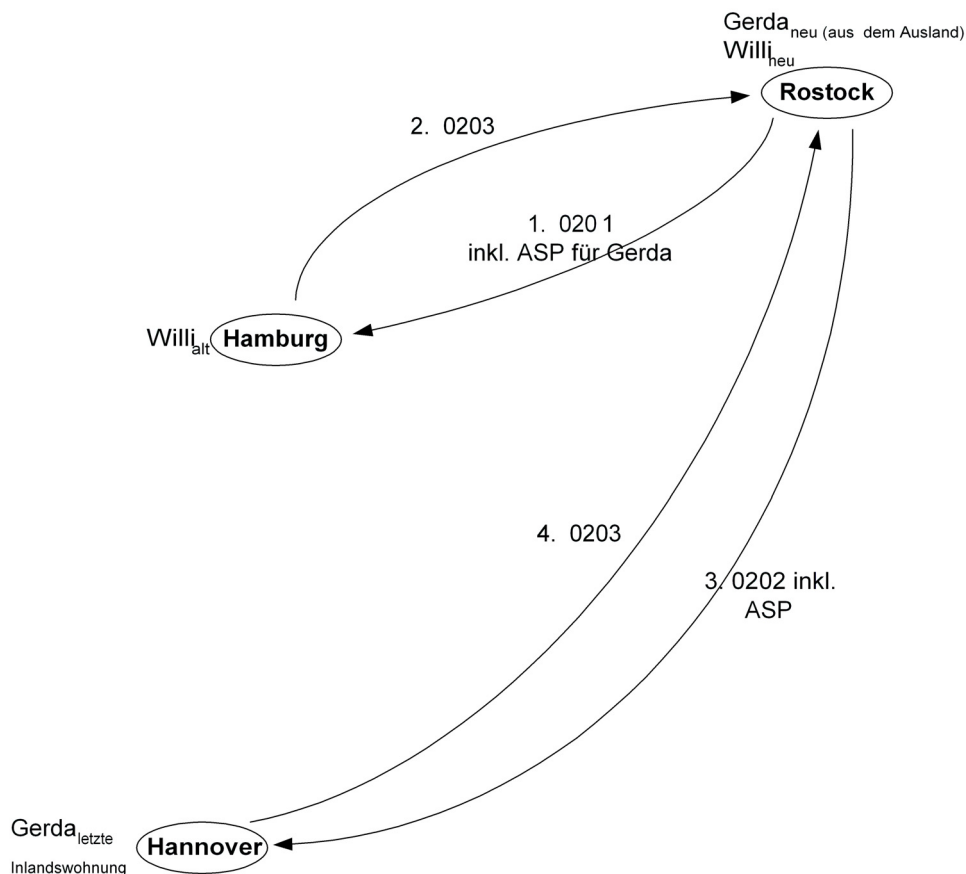 Gerda neu (aus dem Ausland)
Willi neu
Rostock
2. 0203
1. 020 1
inkl. ASP für Gerda
Willi alt Hamburg
4. 0203
3. 0202 inkl.
ASP
Gerda letzte
Inlandswohnung
Hannover